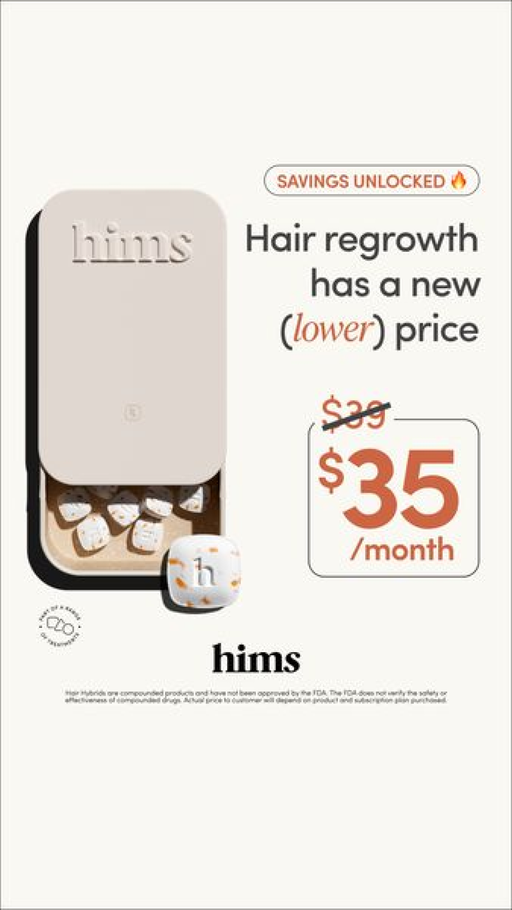 SAVINGS UNLOCKED 🔥
hims
Hair regrowth
has a new
(lower) price
$39
$35
/month
h
PART OF A RANGE
OF TREATMENTS
hims
Hair Hybrids are compounded products and have not been approved by the FDA. The FDA does not verify the safety or
effectiveness of compounded drugs. Actual price to customer will depend on product and subscription plan purchased.